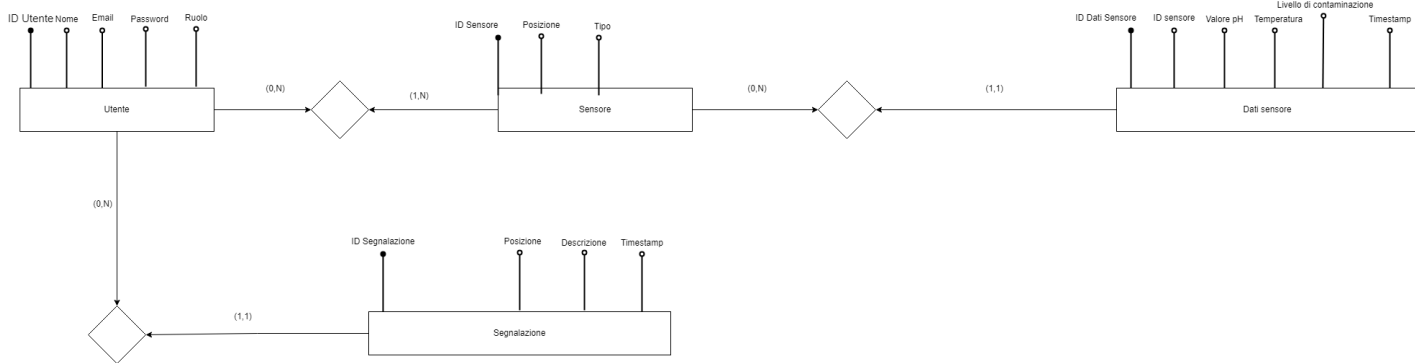 ID Utente
Nome
Email
Password
Ruolo
ID Sensore
Posizione
Tipo
ID Dati Sensore
ID sensore
Valore pH
Temperatura
Livello di contaminazione
Timestamp
Utente
(0,N)
(1,N)
Sensore
(0,N)
(1,1)
Dati sensore
(0,N)
ID Segnalazione
Posizione
Descrizione
Timestamp
(1,1)
Segnalazione